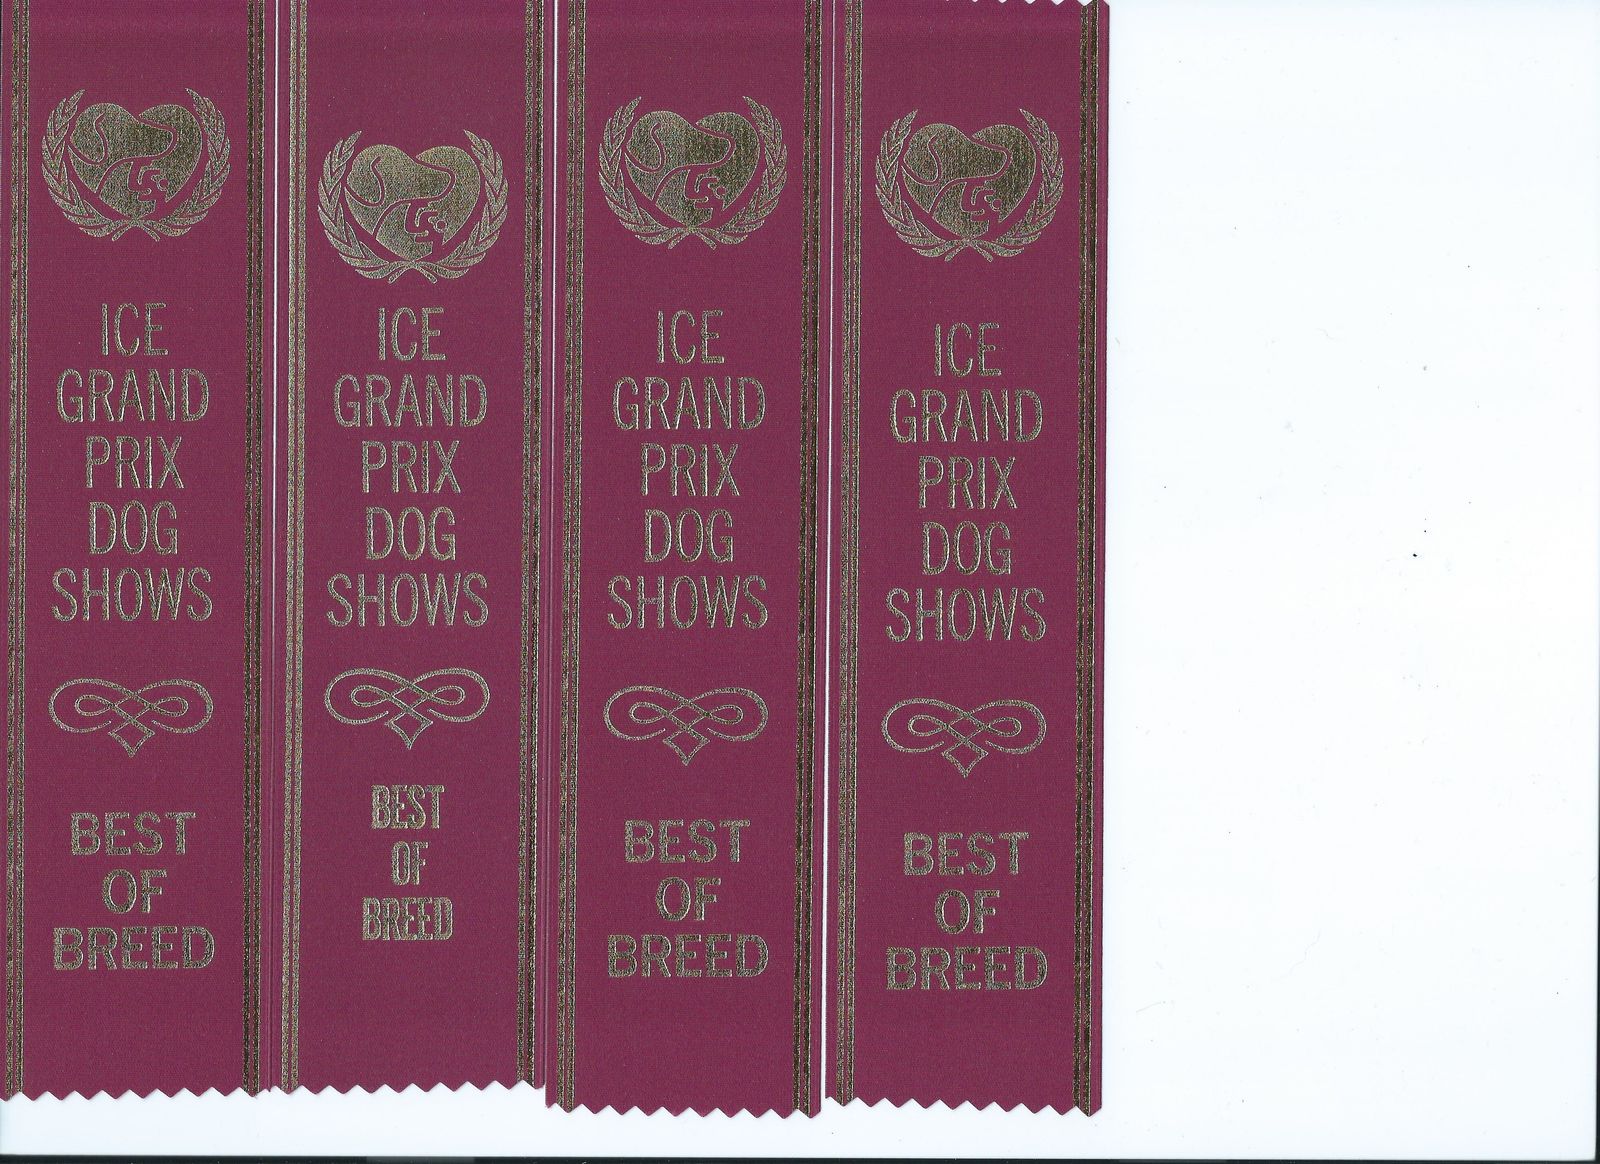 ICE
GRAND
PRIX
DOG
SHOWS
BEST
OF
BREED
ICE
GRAND
PRIX
DOG
SHOWS
BEST
OF
BREED
ICE
GRAND
PRIX
DOG
SHOWS
BEST
OF
BREED
ICE
GRAND
PRIX
DOG
SHOWS
BEST
OF
BREED